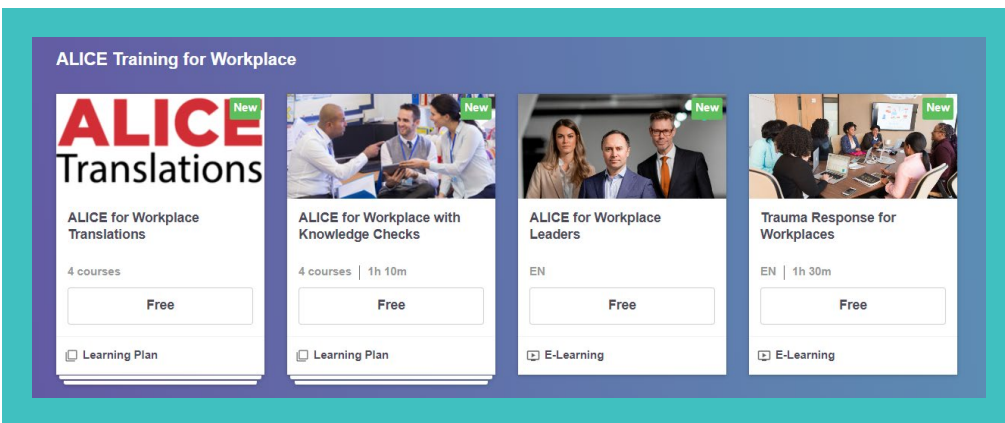 ALICE Training for Workplace
New
ALICE
Translations
ALICE for Workplace
Translations
4 courses
Free
Learning Plan
New
ALICE for Workplace with
Knowledge Checks
4 courses | 1h 10m
Free
Learning Plan
New
ALICE for Workplace
Leaders
EN
Free
E-Learning
New
Trauma Response for
Workplaces
EN | 1h 30m
Free
E-Learning